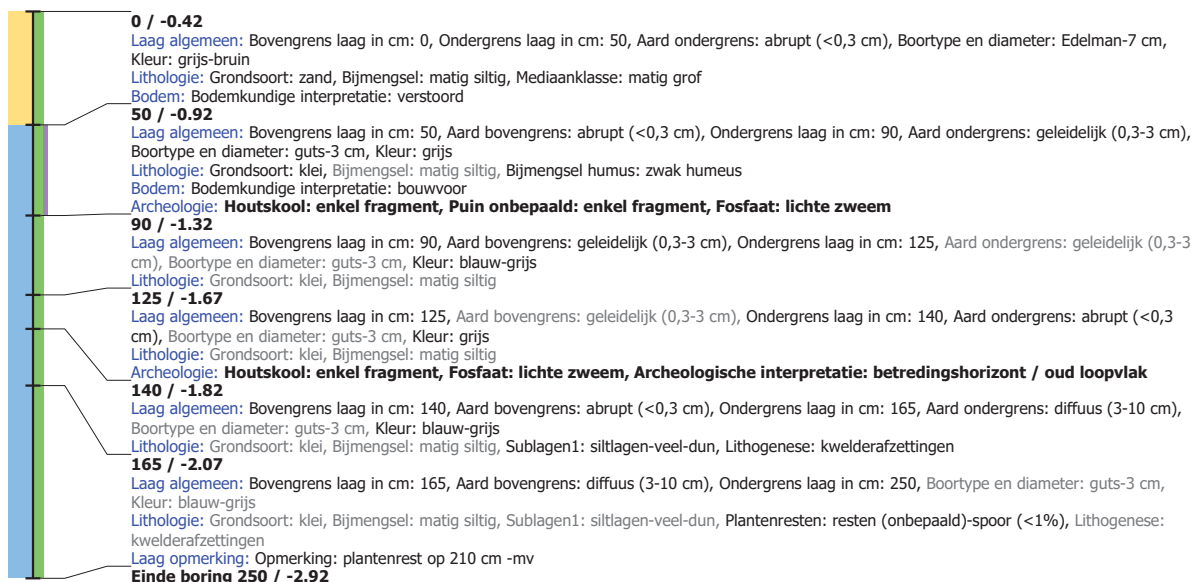 0 / -0.42
Laag algemeen: Bovengrens laag in cm: 0, Ondergrens laag in cm: 50, Aard ondergrens: abrupt (<0,3 cm), Boortype en diameter: Edelman-7 cm,
Kleur: grijs-bruin
Lithologie: Grondsoort: zand, Bijmengsel: matig siltig, Mediaanklasse: matig grof
Bodem: Bodemkundige interpretatie: verstoord
50 / -0.92
Laag algemeen: Bovengrens laag in cm: 50, Aard bovengrens: abrupt (<0,3 cm), Ondergrens laag in cm: 90, Aard ondergrens: geleidelijk (0,3-3 cm),
Boortype en diameter: guts-3 cm, Kleur: grijs
Lithologie: Grondsoort: klei, Bijmengsel: matig siltig, Bijmengsel humus: zwak humeus
Bodem: Bodemkundige interpretatie: bouwvoor
Archeologie: Houtskool: enkel fragment, Puin onbepaald: enkel fragment, Fosfaat: lichte zweem
90 / -1.32
Laag algemeen: Bovengrens laag in cm: 90, Aard bovengrens: geleidelijk (0,3-3 cm), Ondergrens laag in cm: 125, Aard ondergrens: geleidelijk (0,3-3
cm), Boortype en diameter: guts-3 cm, Kleur: blauw-grijs
Lithologie: Grondsoort: klei, Bijmengsel: matig siltig
125 / -1.67
Laag algemeen: Bovengrens laag in cm: 125, Aard bovengrens: geleidelijk (0,3-3 cm), Ondergrens laag in cm: 140, Aard ondergrens: abrupt (<0,3
cm), Boortype en diameter: guts-3 cm, Kleur: grijs
Lithologie: Grondsoort: klei, Bijmengsel: matig siltig
Archeologie: Houtskool: enkel fragment, Fosfaat: lichte zweem, Archeologische interpretatie: betredingshorizont / oud loopvlak
140 / -1.82
Laag algemeen: Bovengrens laag in cm: 140, Aard bovengrens: abrupt (<0,3 cm), Ondergrens laag in cm: 165, Aard ondergrens: diffuus (3-10 cm),
Boortype en diameter: guts-3 cm, Kleur: blauw-grijs
Lithologie: Grondsoort: klei, Bijmengsel: matig siltig, Sublagen1: siltlagen-veel-dun, Lithogenese: kwelderafzettingen
165 / -2.07
Laag algemeen: Bovengrens laag in cm: 165, Aard bovengrens: diffuus (3-10 cm), Ondergrens laag in cm: 250, Boortype en diameter: guts-3 cm,
Kleur: blauw-grijs
Lithologie: Grondsoort: klei, Bijmengsel: matig siltig, Sublagen1: siltlagen-veel-dun, Plantenresten: resten (onbepaald)-spoor (<1%), Lithogenese:
kwelderafzettingen
Laag opmerking: Opmerking: plantenrest op 210 cm -mv
Einde boring 250 / -2.92